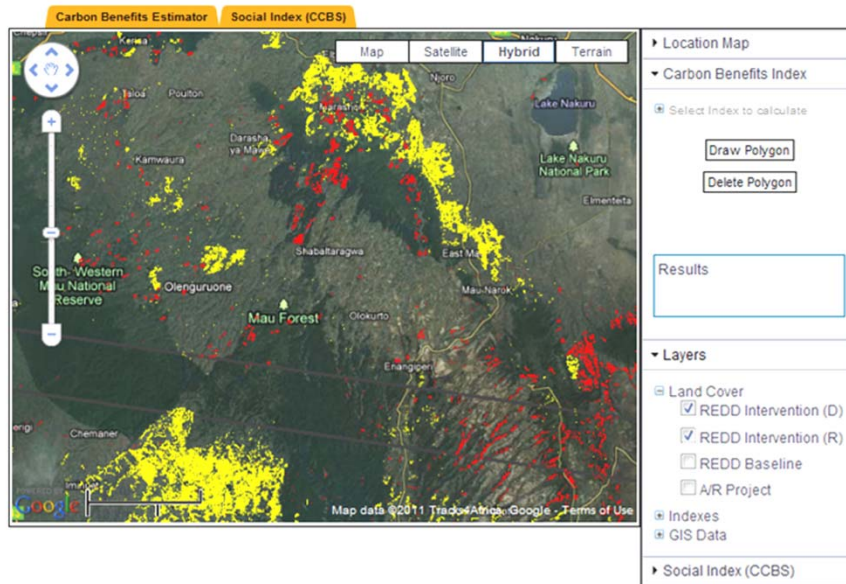 Carbon Benefits Estimator
Social Index (CCBS)
Map
Satellite
Hybrid
Terrain
Njoro
Poulton
Lake Nakuru
Darasha
ya Mawe
Kamwaura
Lake Nakuru
National Park
Elmenteita
Shabaltaragwa
East Ma
South-Western
Mau National
Reserve
Olenguruone
Mau Narok
Mau Forest
Olokurto
Enangiperi
Chemaner
POWERED BY
Google
Map data ©2011 Tracks4Africa, Google - Terms of Use
Location Map
Carbon Benefits Index
Select Index to calculate
Draw Polygon
Delete Polygon
Results
Layers
Land Cover
REDD Intervention (D)
REDD Intervention (R)
REDD Baseline
A/R Project
Indexes
GIS Data
Social Index (CCBS)